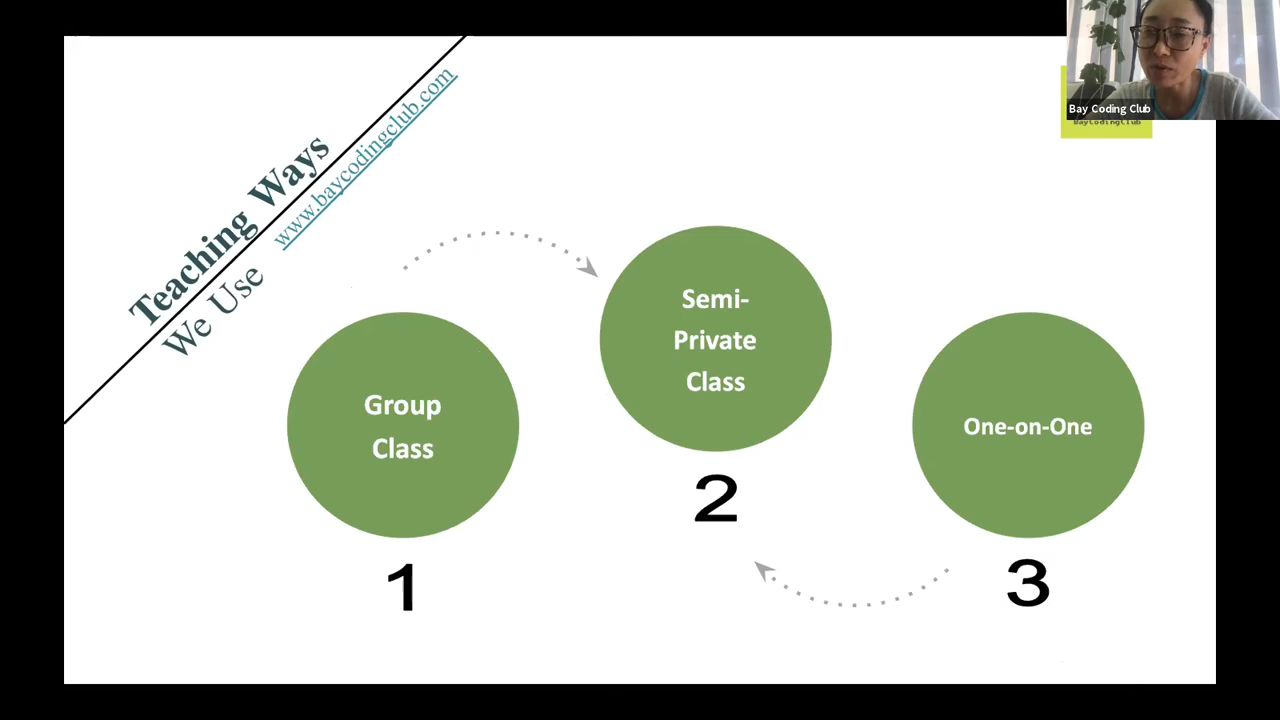 Teaching Ways
We Use
www.baycodingclub.com
Bay Coding Club
BayCodingClub
Group
Class
1
Semi-
Private
Class
2
One-on-One
3